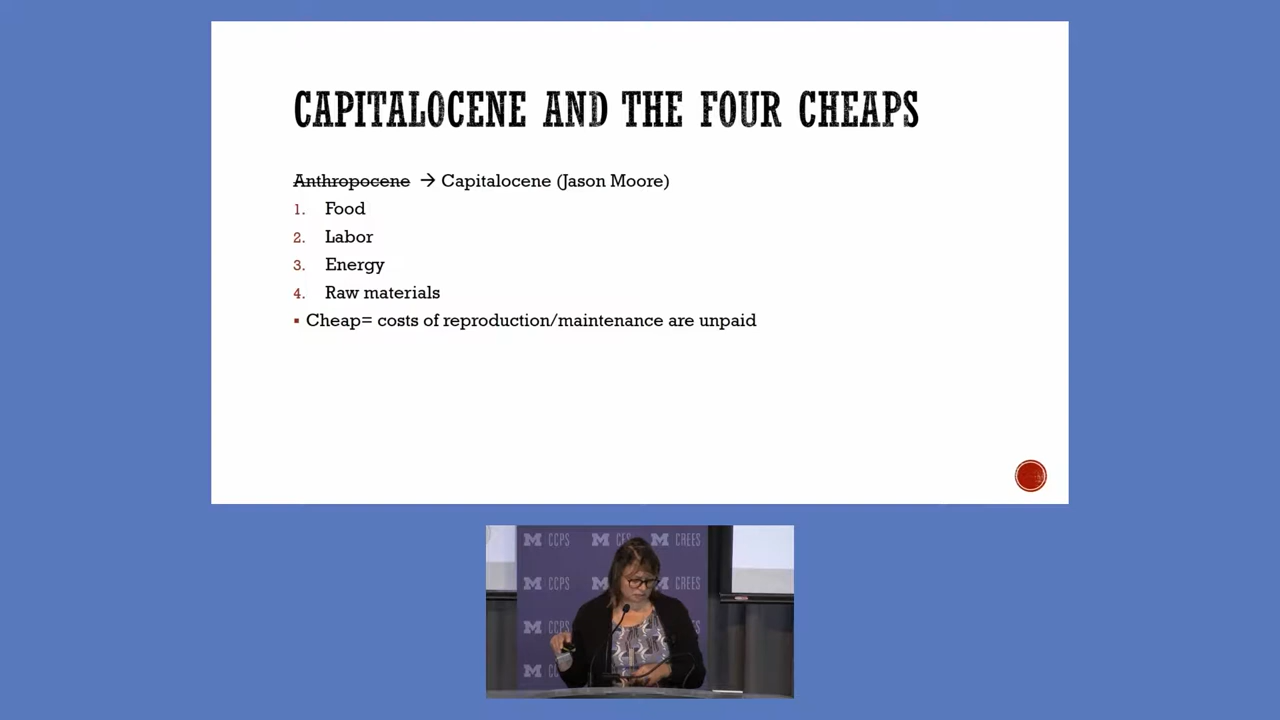 CAPITALOCENE AND THE FOUR CHEAPS
Anthropocene → Capitalocene (Jason Moore)
1. Food
2. Labor
3. Energy
4. Raw materials
▪ Cheap= costs of reproduction/maintenance are unpaid
M CCPS M M CREES
M CCPS M CREES
M CCPS
M CCPS